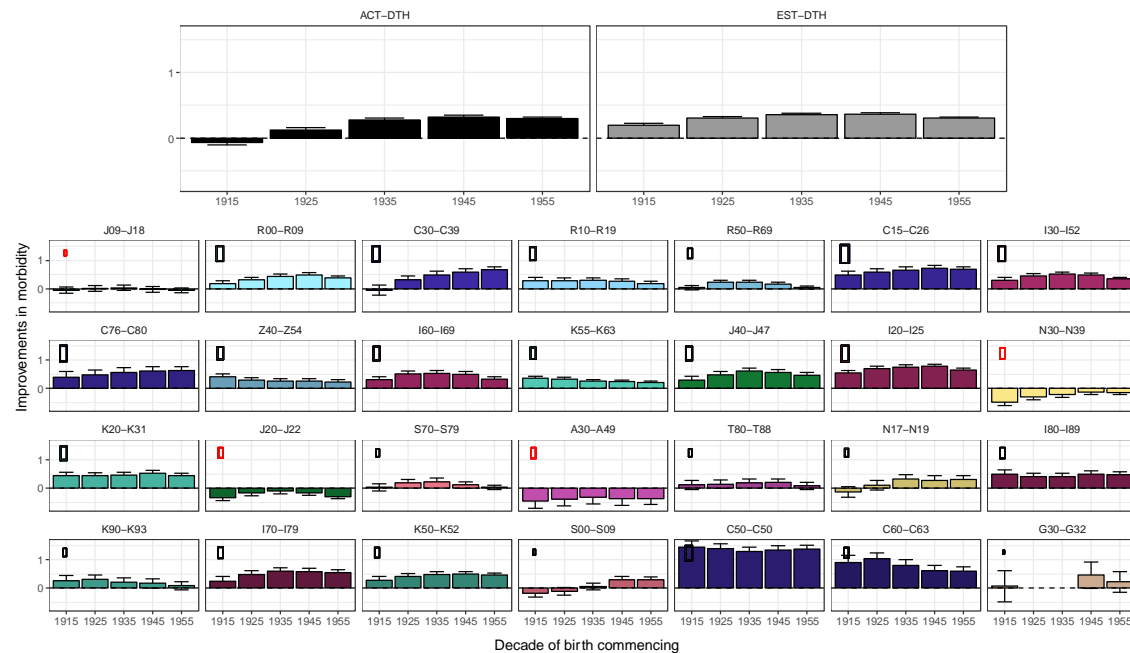 ACT–DTH EST–DTH
1
0
1915 1925 1935 1945 1955 1915 1925 1935 1945 1955
Improvements in morbidity
J09–J18 R00–R09 C30–C39 R10–R19 R50–R69 C15–C26 I30–I52
1
0
C76–C80 Z40–Z54 I60–I69 K55–K63 J40–J47 I20–I25 N30–N39
1
0
K20–K31 J20–J22 S70–S79 A30–A49 T80–T88 N17–N19 I80–I89
1
0
K90–K93 I70–I79 K50–K52 S00–S09 C50–C50 C60–C63 G30–G32
1
0
1915 1925 1935 1945 1955 1915 1925 1935 1945 1955 1915 1925 1935 1945 1955 1915 1925 1935 1945 1955 1915 1925 1935 1945 1955 1915 1925 1935 1945 1955 1915 1925 1935 1945 1955
Decade of birth commencing